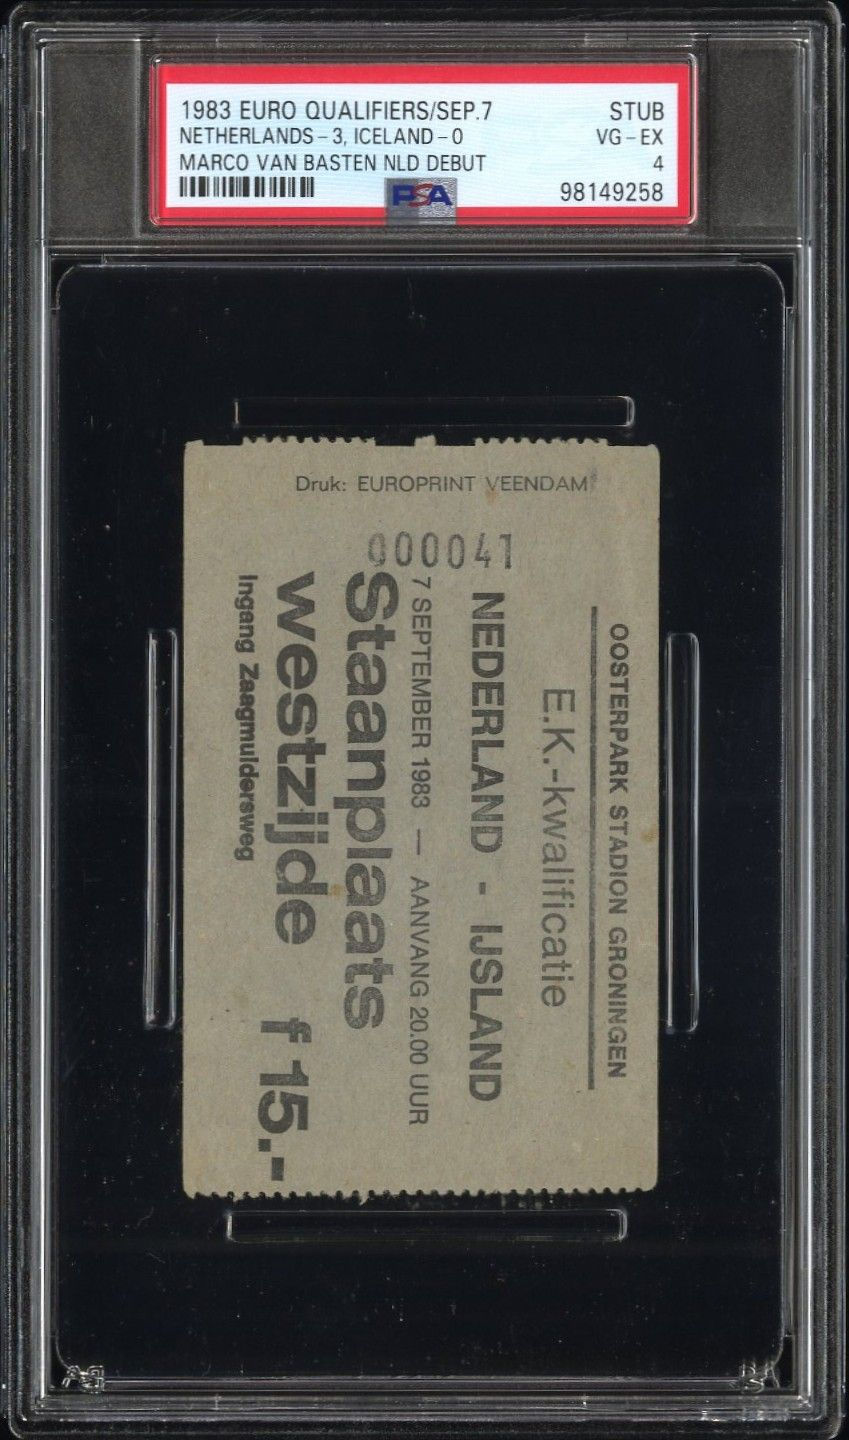 1983 EURO QUALIFIERS/SEP.7 STUB
NETHERLANDS-3, ICELAND-0 VG-EX
MARCO VAN BASTEN NLD DEBUT 4
PSA 98149258
Druk: EUROPRINT VEENDAM
000041
OOSTERPARK STADION GRONINGEN
E.K.-kwalificatie
NEDERLAND - IJSLAND
7 SEPTEMBER 1983 — AANVANG 20.00 UUR
Staanplaats
westzijde f 15.-
Ingang Zaagmuldersweg